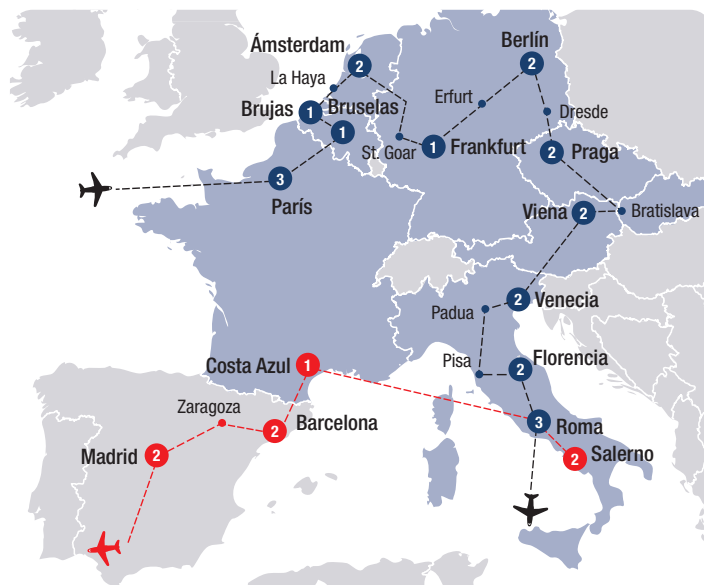 Ámsterdam
2
Berlín
2
La Haya
Erfurt
Brujas
1
Bruselas
1
Dresde
St. Goar
1
Frankfurt
2
Praga
3
París
Viena
2
Bratislava
2
Venecia
Padua
Costa Azul
1
Pisa
2
Florencia
Zaragoza
2
Barcelona
3
Roma
Madrid
2
2
Salerno